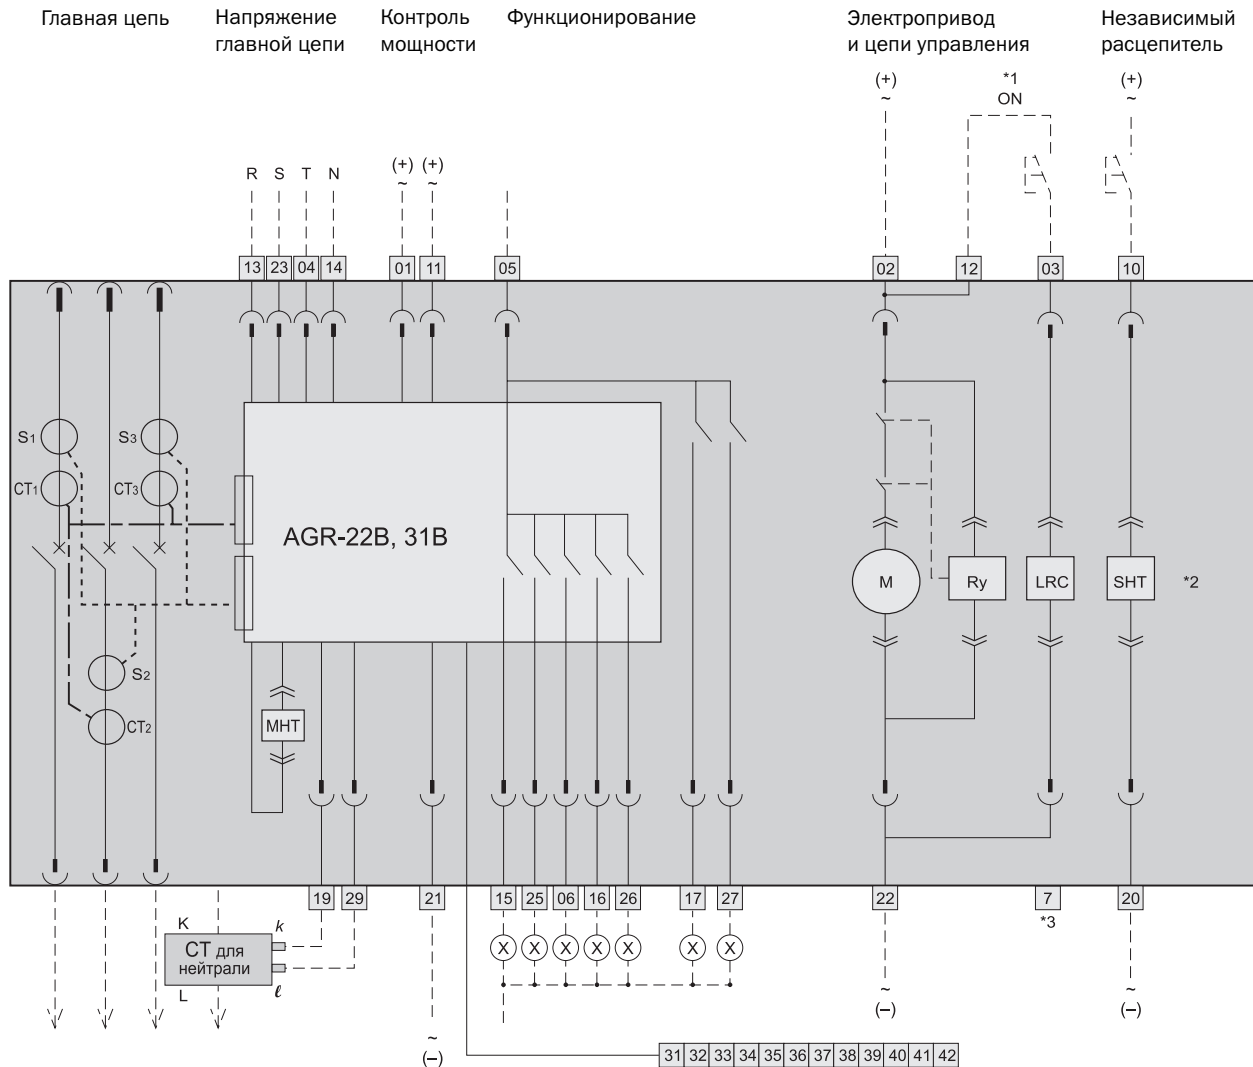 Главная цепь
Напряжение
главной цепи
Контроль
мощности
Функционирование
Электропривод
и цепи управления
Независимый
расцепитель
(+)
~
*1
ON
(+)
~
R S T N
(+) (+)
~ ~
13 23 04 14 01 11 05 02 12 03 10
S1 S3
CT1 CT3
AGR-22B, 31B
M Ry LRC SHT *2
S2
CT2
MHT
19 29 21 15 25 06 16 26 17 27 22 7 20
*3
K k
СТ для
нейтрали
L ℓ
X X X X X X X
~
(–)
~
(–)
~
(–)
31 32 33 34 35 36 37 38 39 40 41 42